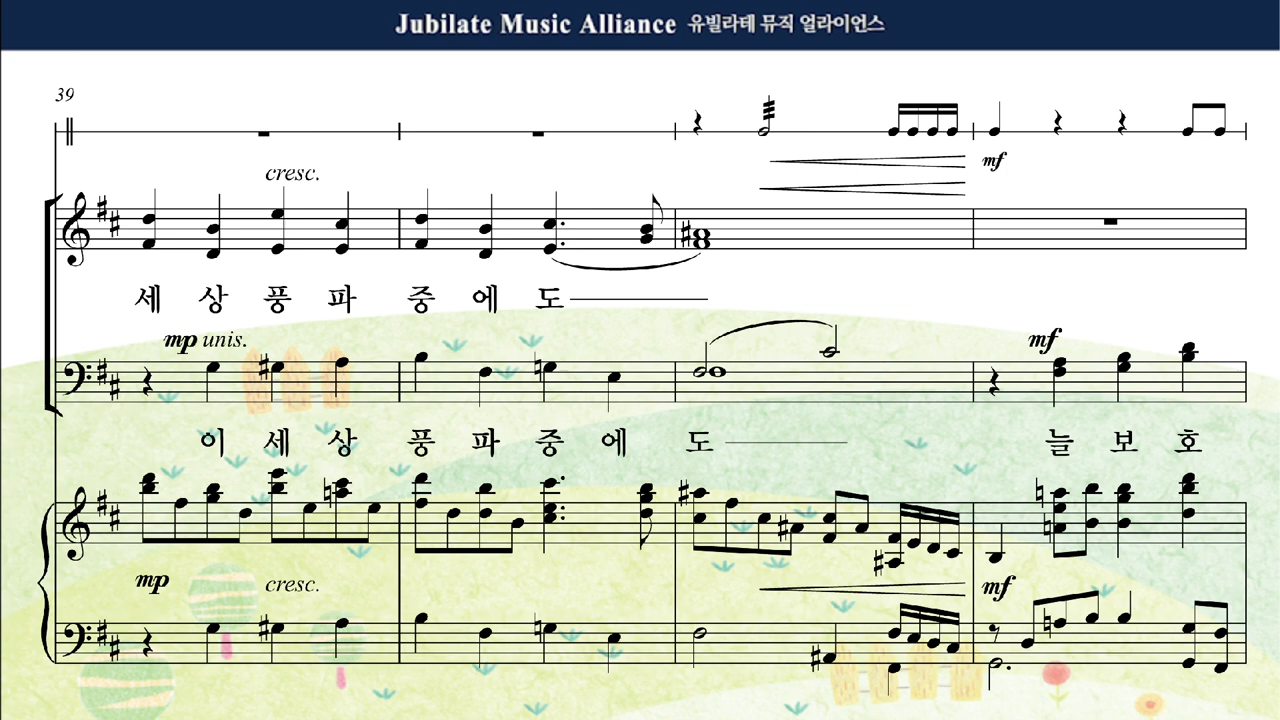 Jubilate Music Alliance 유빌라테 뮤직 얼라이언스
39
mf
cresc.
세 상 풍 파 중 에 도
mp unis. mf
이 세 상 풍 파 중 에 도 늘 보 호
mp cresc. mf